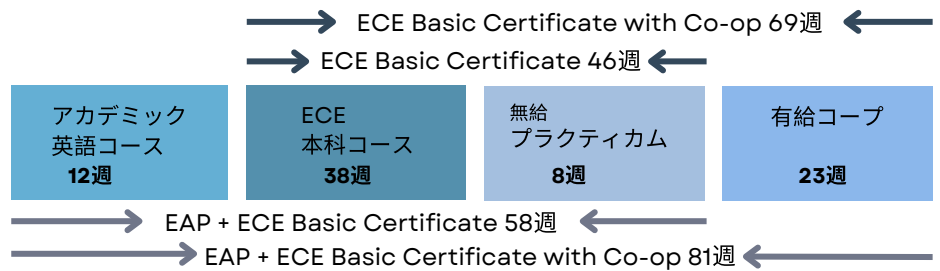 ECE Basic Certificate with Co-op 69週
ECE Basic Certificate 46週
アカデミック
英語コース
12週
ECE
本科コース
38週
無給
プラクティカム
8週
有給コープ
23週
EAP + ECE Basic Certificate 58週
EAP + ECE Basic Certificate with Co-op 81週